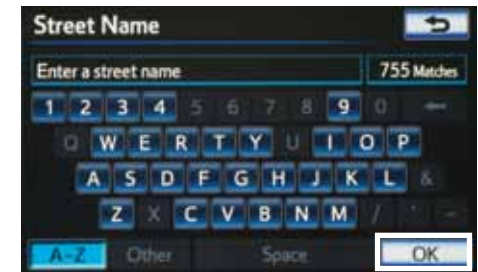 Street Name
Enter a street name 755 Matches
1 2 3 4 5 6 7 8 9 0
Q W E R T Y U I O P
A S D F G H J K L &
Z X C V B N M / ' -
A-Z Other Space OK